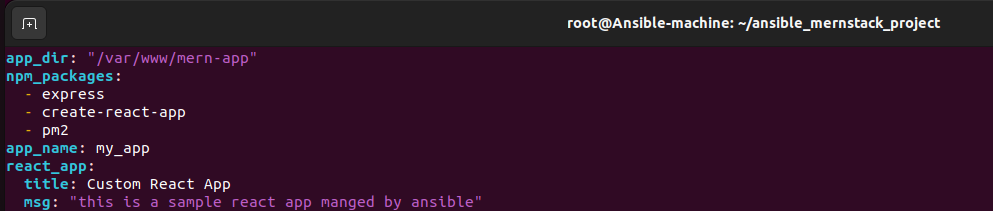 root@Ansible-machine: ~/ansible_mernstack_project
app_dir: "/var/www/mern-app"
npm_packages:
  - express
  - create-react-app
  - pm2
app_name: my_app
react_app:
  title: Custom React App
  msg: "this is a sample react app manged by ansible"